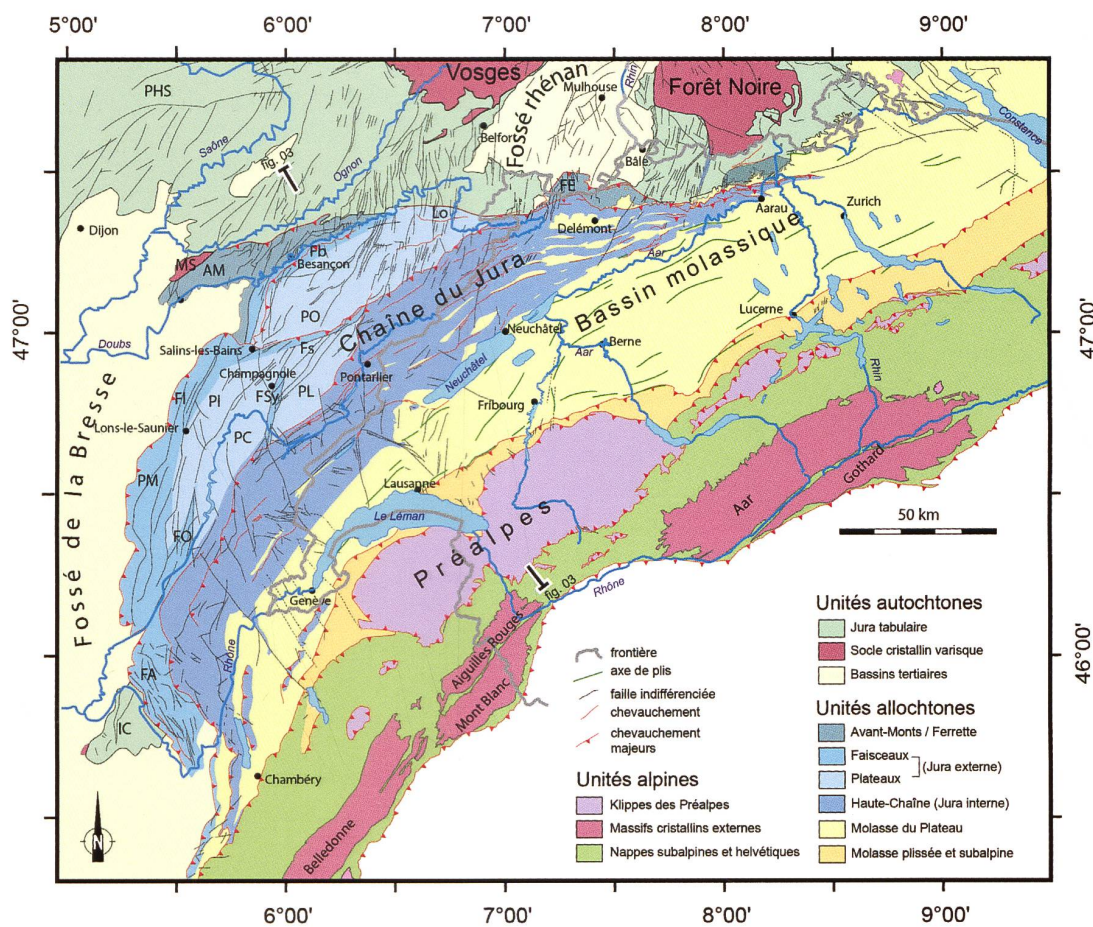 5°00'
6°00'
7°00'
8°00'
9°00'
Vosges
Forêt Noire
PHS
Mulhouse
Rhin
Fossé rhénan
Belfort
Saône
Constance
fig. 03
Ognon
Bâle
FE
Lo
Aarau
Zurich
Dijon
Delémont
MS
AM
Fb
Besançon
Aar
Chaîne du Jura
Bassin molassique
PO
Lucerne
47°00'
47°00'
Neuchâtel
Doubs
Salins-les-Bains
Fs
Berne
Aar
Champagnole
Pontarlier
Neuchâtel
Rhin
Fl
PI
FSy
PL
Fribourg
Lons-le-Saunier
PC
Fossé de la Bresse
Gothard
PM
Lausanne
Aar
50 km
Le Léman
FO
Préalpes
fig. 03
Rhône
Genève
Aiguilles Rouges
Rhône
46°00'
46°00'
FA
Mont Blanc
IC
Chambéry
Belledonne
N
frontière
axe de plis
faille indifférenciée
chevauchement
chevauchement
majeurs
Unités alpines
Klippes des Préalpes
Massifs cristallins externes
Nappes subalpines et helvétiques
Unités autochtones
Jura tabulaire
Socle cristallin varisque
Bassins tertiaires
Unités allochtones
Avant-Monts / Ferrette
Faisceaux
(Jura externe)
Plateaux
Haute-Chaîne (Jura interne)
Molasse du Plateau
Molasse plissée et subalpine
6°00'
7°00'
8°00'
9°00'